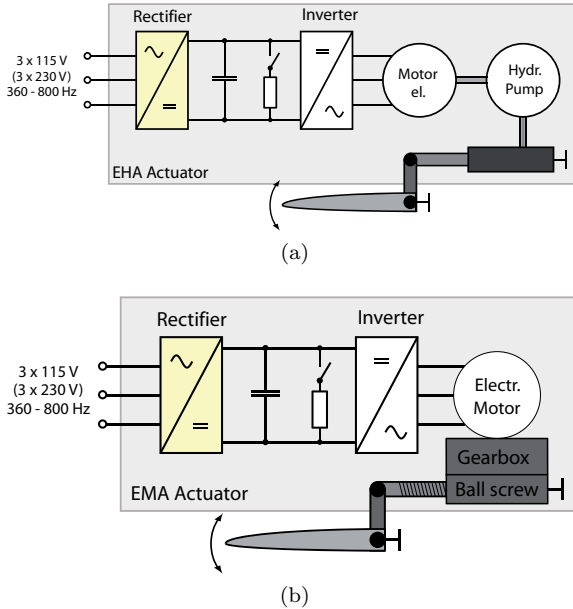 Rectifier
Inverter
3 x 115 V
(3 x 230 V)
360 - 800 Hz
Motor
el.
Hydr.
Pump
EHA Actuator
(a)
Rectifier
Inverter
3 x 115 V
(3 x 230 V)
360 - 800 Hz
Electr.
Motor
Gearbox
Ball screw
EMA Actuator
(b)